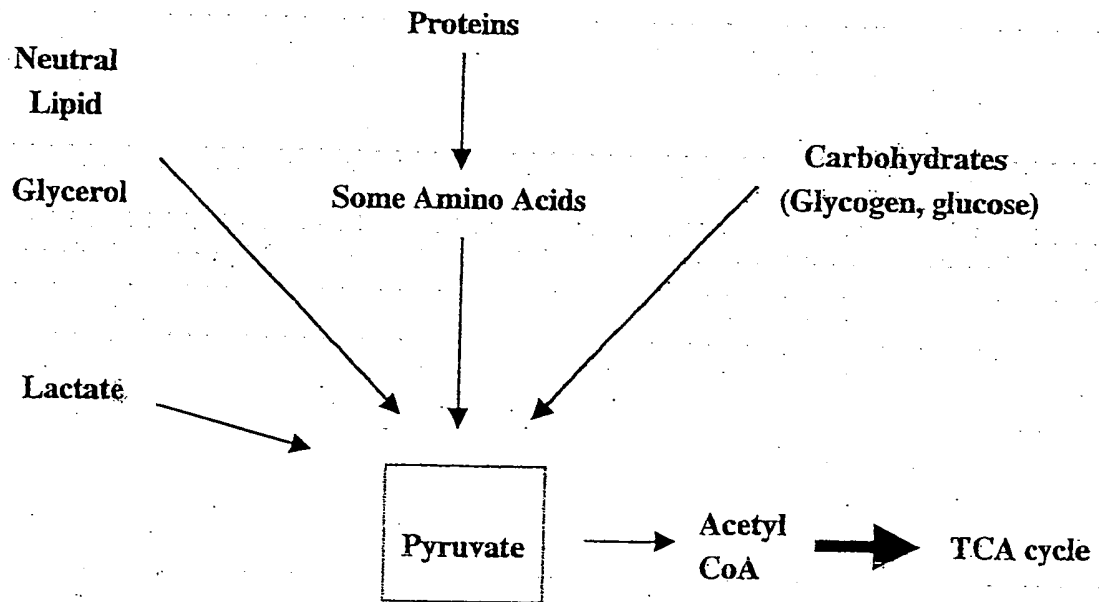 Proteins
Neutral
Lipid
Glycerol
Some Amino Acids
Carbohydrates
(Glycogen, glucose)
Lactate
Pyruvate
Acetyl
CoA
TCA cycle